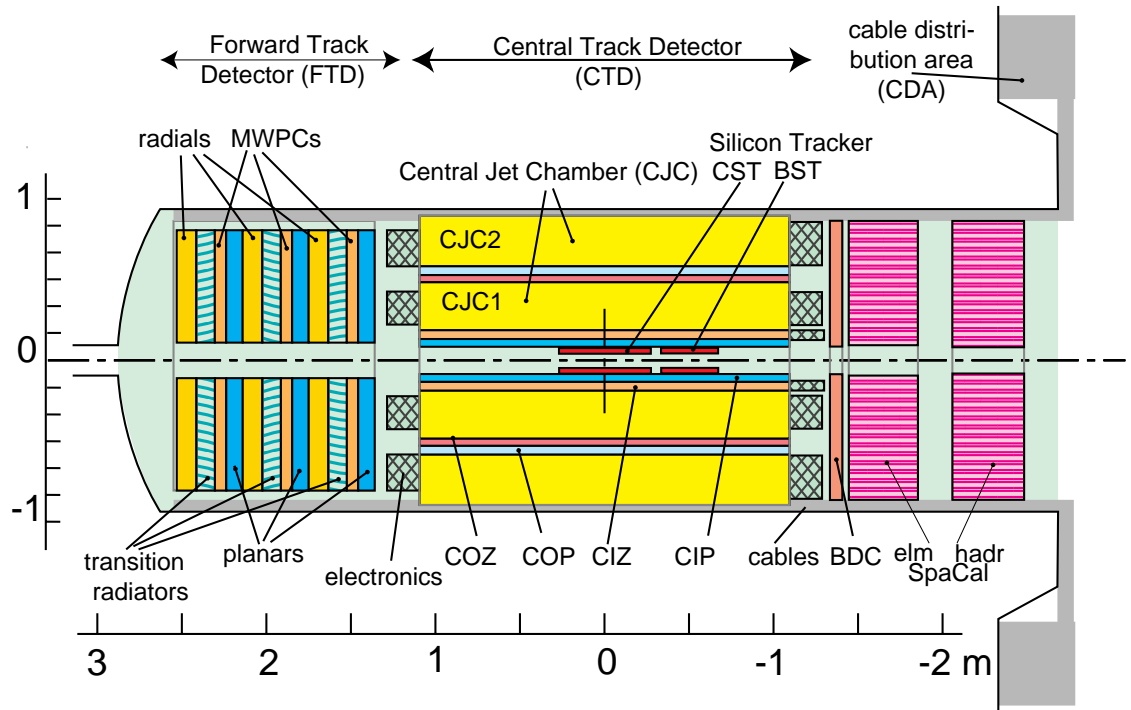 Forward Track
Detector (FTD)
Central Track Detector
(CTD)
cable distri-
bution area
(CDA)
radials MWPCs
Silicon Tracker
Central Jet Chamber (CJC) CST BST
1
CJC2
CJC1
0
-1
transition
radiators
planars
electronics
COZ COP CIZ CIP cables BDC elm hadr
SpaCal
3 2 1 0 -1 -2 m